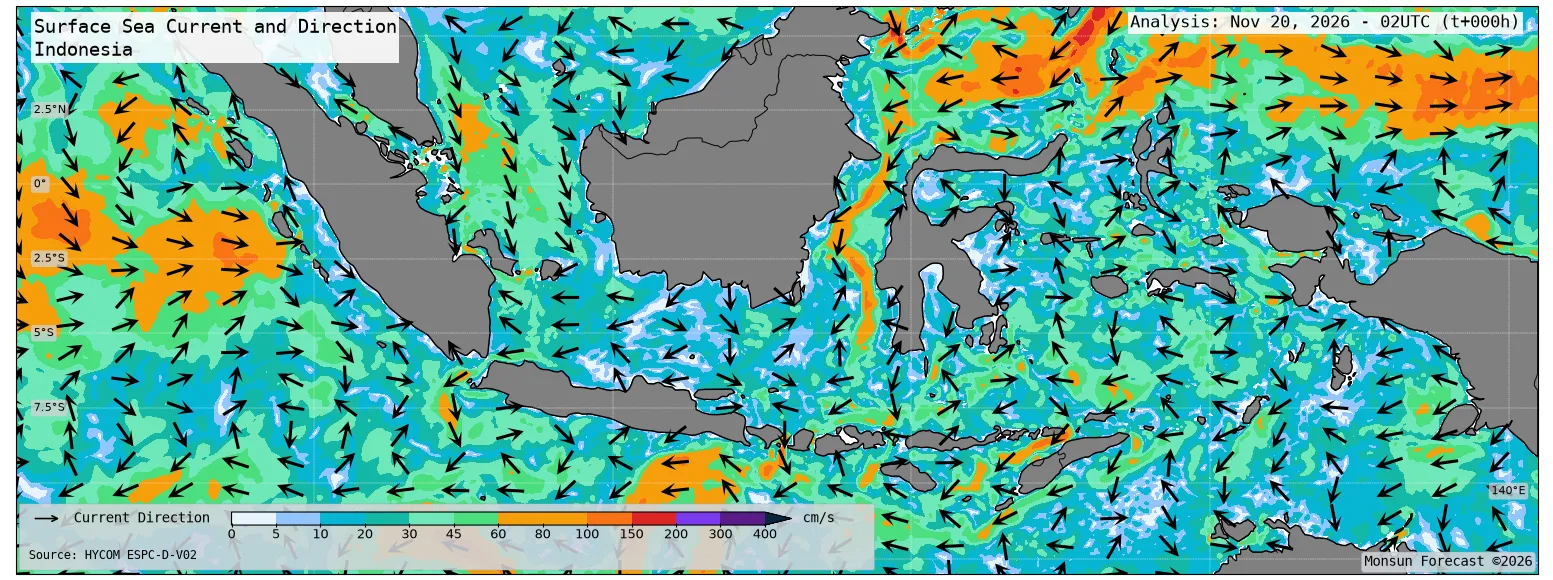 Surface Sea Current and Direction
Indonesia
Analysis: Nov 20, 2026 - 02UTC (t+000h)
2.5°N
0°
2.5°S
5°S
7.5°S
140°E
Current Direction
0 5 10 20 30 45 60 80 100 150 200 300 400 cm/s
Source: HYCOM ESPC-D-V02
Monsun Forecast ©2026